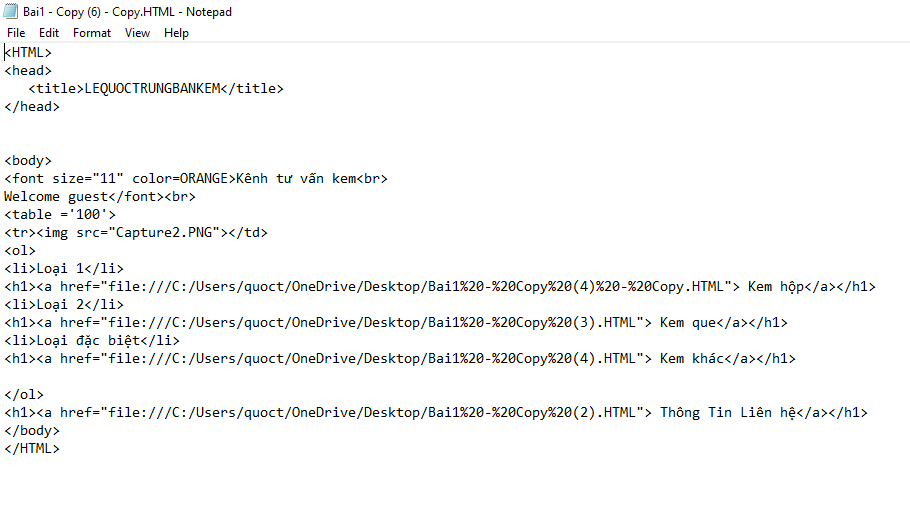 Bai1 - Copy (6) - Copy.HTML - Notepad
File Edit Format View Help
<HTML>
<head>
<title>LEQUOCTRUNGBANKEM</title>
</head>
<body>
<font size="11" color=ORANGE>Kênh tư vấn kem<br>
Welcome guest</font><br>
<table ='100'>
<tr><img src="Capture2.PNG"></td>
<ol>
<li>Loại 1</li>
<h1><a href="file:///C:/Users/quoct/OneDrive/Desktop/Bai1%20-%20Copy%20(4)%20-%20Copy.HTML"> Kem hộp</a></h1>
<li>Loại 2</li>
<h1><a href="file:///C:/Users/quoct/OneDrive/Desktop/Bai1%20-%20Copy%20(3).HTML"> Kem que</a></h1>
<li>Loại đặc biệt</li>
<h1><a href="file:///C:/Users/quoct/OneDrive/Desktop/Bai1%20-%20Copy%20(4).HTML"> Kem khác</a></h1>
</ol>
<h1><a href="file:///C:/Users/quoct/OneDrive/Desktop/Bai1%20-%20Copy%20(2).HTML"> Thông Tin Liên hệ</a></h1>
</body>
</HTML>